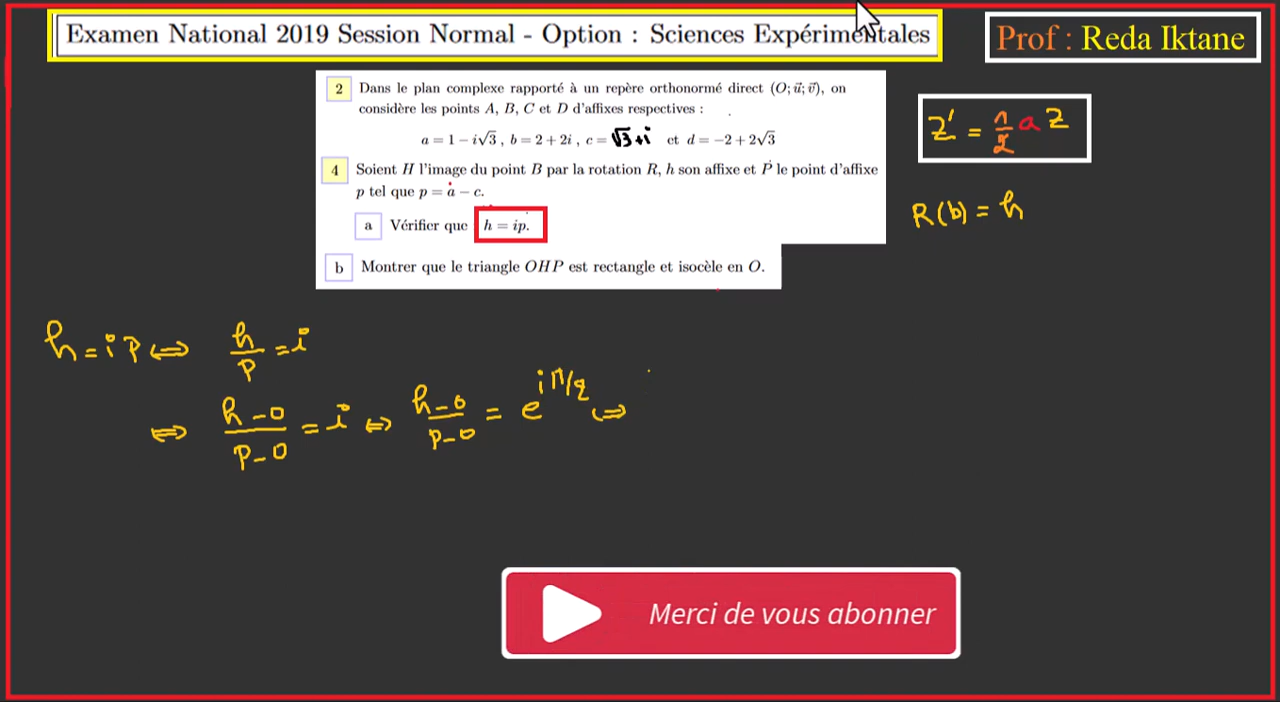 Examen National 2019 Session Normal - Option : Sciences Expérimentales
Prof : Reda Iktane
2 Dans le plan complexe rapporté à un repère orthonormé direct (O; u⃗; v⃗), on
considère les points A, B, C et D d'affixes respectives :
a = 1 − i√3 , b = 2 + 2i , c = √3+i et d = −2 + 2√3
4 Soient H l'image du point B par la rotation R, h son affixe et P le point d'affixe
p tel que p = a − c.
a Vérifier que h = ip.
b Montrer que le triangle OHP est rectangle et isocèle en O.
Z' = 1/2 a Z
R(b) = h
h = i P ⇔ h/P = i
⇔ (h-0)/(P-0) = i ⇔ (h-0)/(P-0) = e^(iπ/2) ⇔
Merci de vous abonner